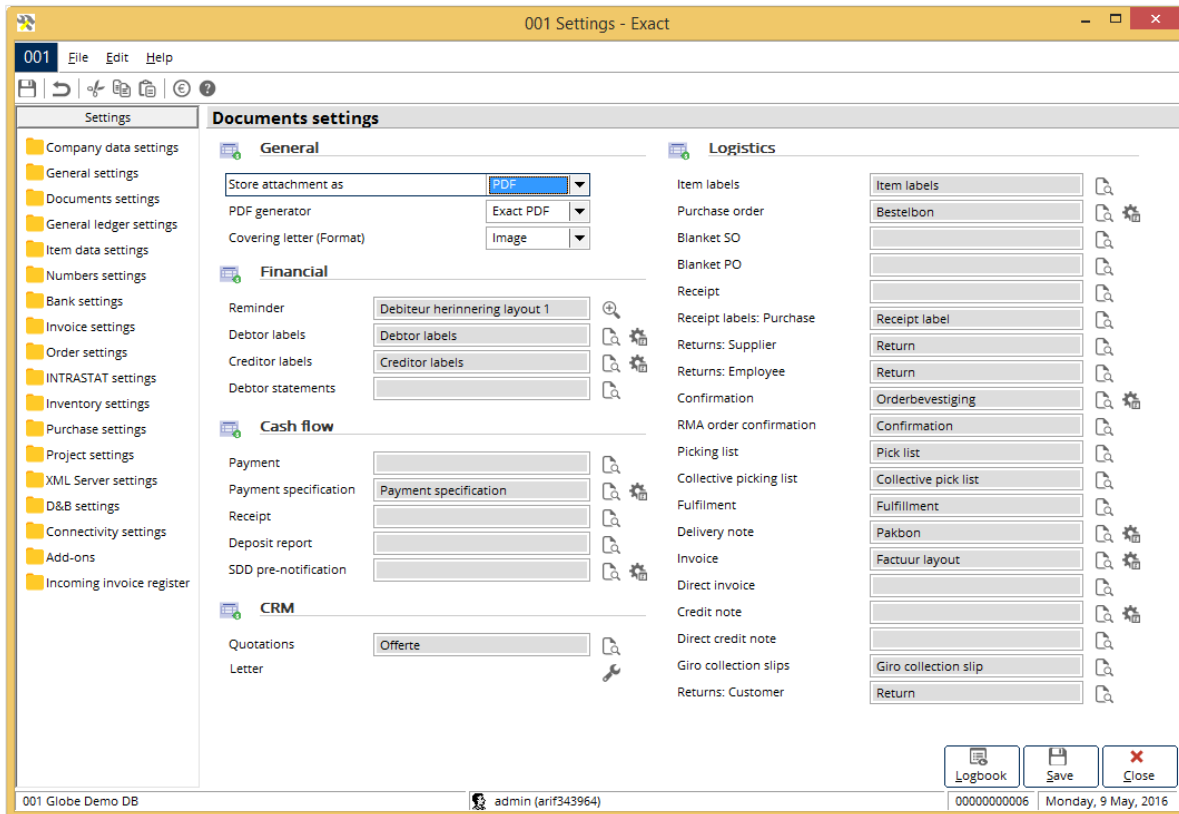 001 Settings - Exact
001 File Edit Help
Settings
Company data settings
General settings
Documents settings
General ledger settings
Item data settings
Numbers settings
Bank settings
Invoice settings
Order settings
INTRASTAT settings
Inventory settings
Purchase settings
Project settings
XML Server settings
D&B settings
Connectivity settings
Add-ons
Incoming invoice register
Documents settings
General
Store attachment as PDF
PDF generator Exact PDF
Covering letter (Format) Image
Financial
Reminder Debiteur herinnering layout 1
Debtor labels Debtor labels
Creditor labels Creditor labels
Debtor statements
Cash flow
Payment
Payment specification Payment specification
Receipt
Deposit report
SDD pre-notification
CRM
Quotations Offerte
Letter
Logistics
Item labels Item labels
Purchase order Bestelbon
Blanket SO
Blanket PO
Receipt
Receipt labels: Purchase Receipt label
Returns: Supplier Return
Returns: Employee Return
Confirmation Orderbevestiging
RMA order confirmation Confirmation
Picking list Pick list
Collective picking list Collective pick list
Fulfilment Fulfillment
Delivery note Pakbon
Invoice Factuur layout
Direct invoice
Credit note
Direct credit note
Giro collection slips Giro collection slip
Returns: Customer Return
Logbook Save Close
001 Globe Demo DB admin (arif343964) 00000000006 Monday, 9 May, 2016